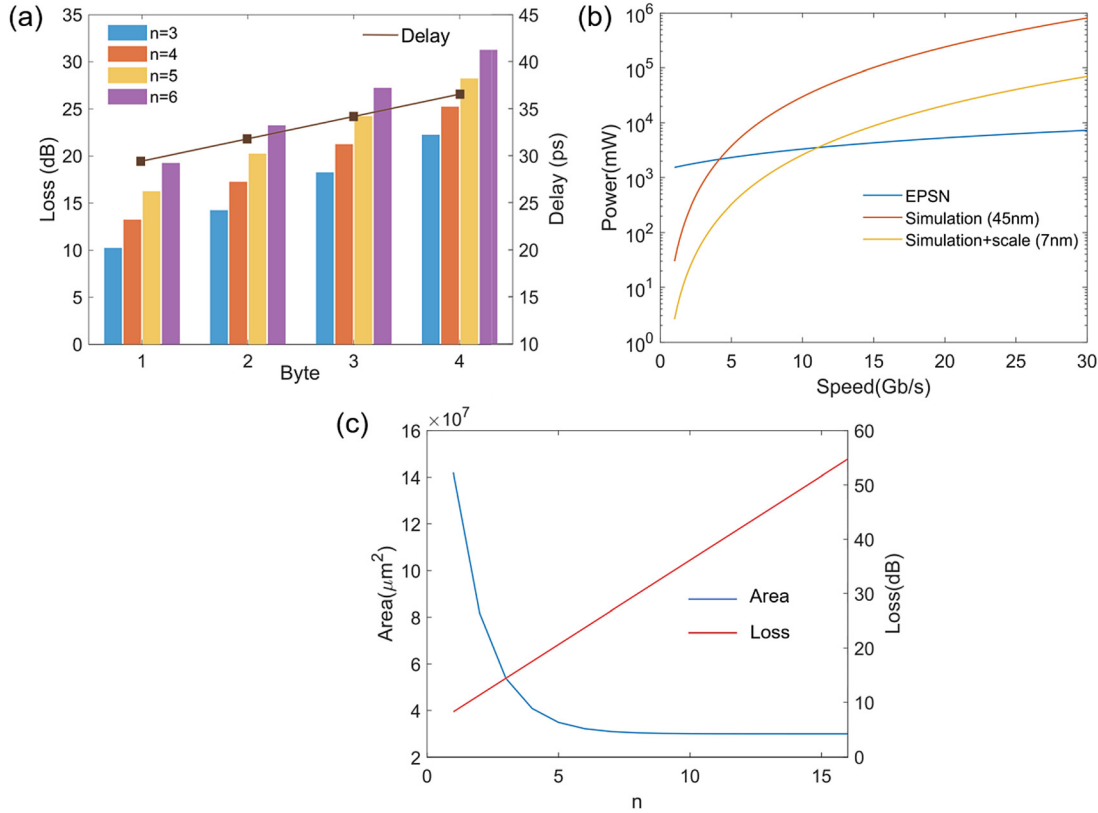 (a)
n=3
n=4
n=5
n=6
Delay
Loss (dB)
35
30
25
20
15
10
5
0
1
2
3
4
Byte
45
40
35
30
25
20
15
10
Delay (ps)
(b)
Power(mW)
10^6
10^5
10^4
10^3
10^2
10^1
10^0
EPSN
Simulation (45nm)
Simulation+scale (7nm)
0
5
10
15
20
25
30
Speed(Gb/s)
(c)
×10^7
Area(μm^2)
16
14
12
10
8
6
4
2
Area
Loss
60
50
40
30
20
10
0
Loss(dB)
0
5
10
15
n